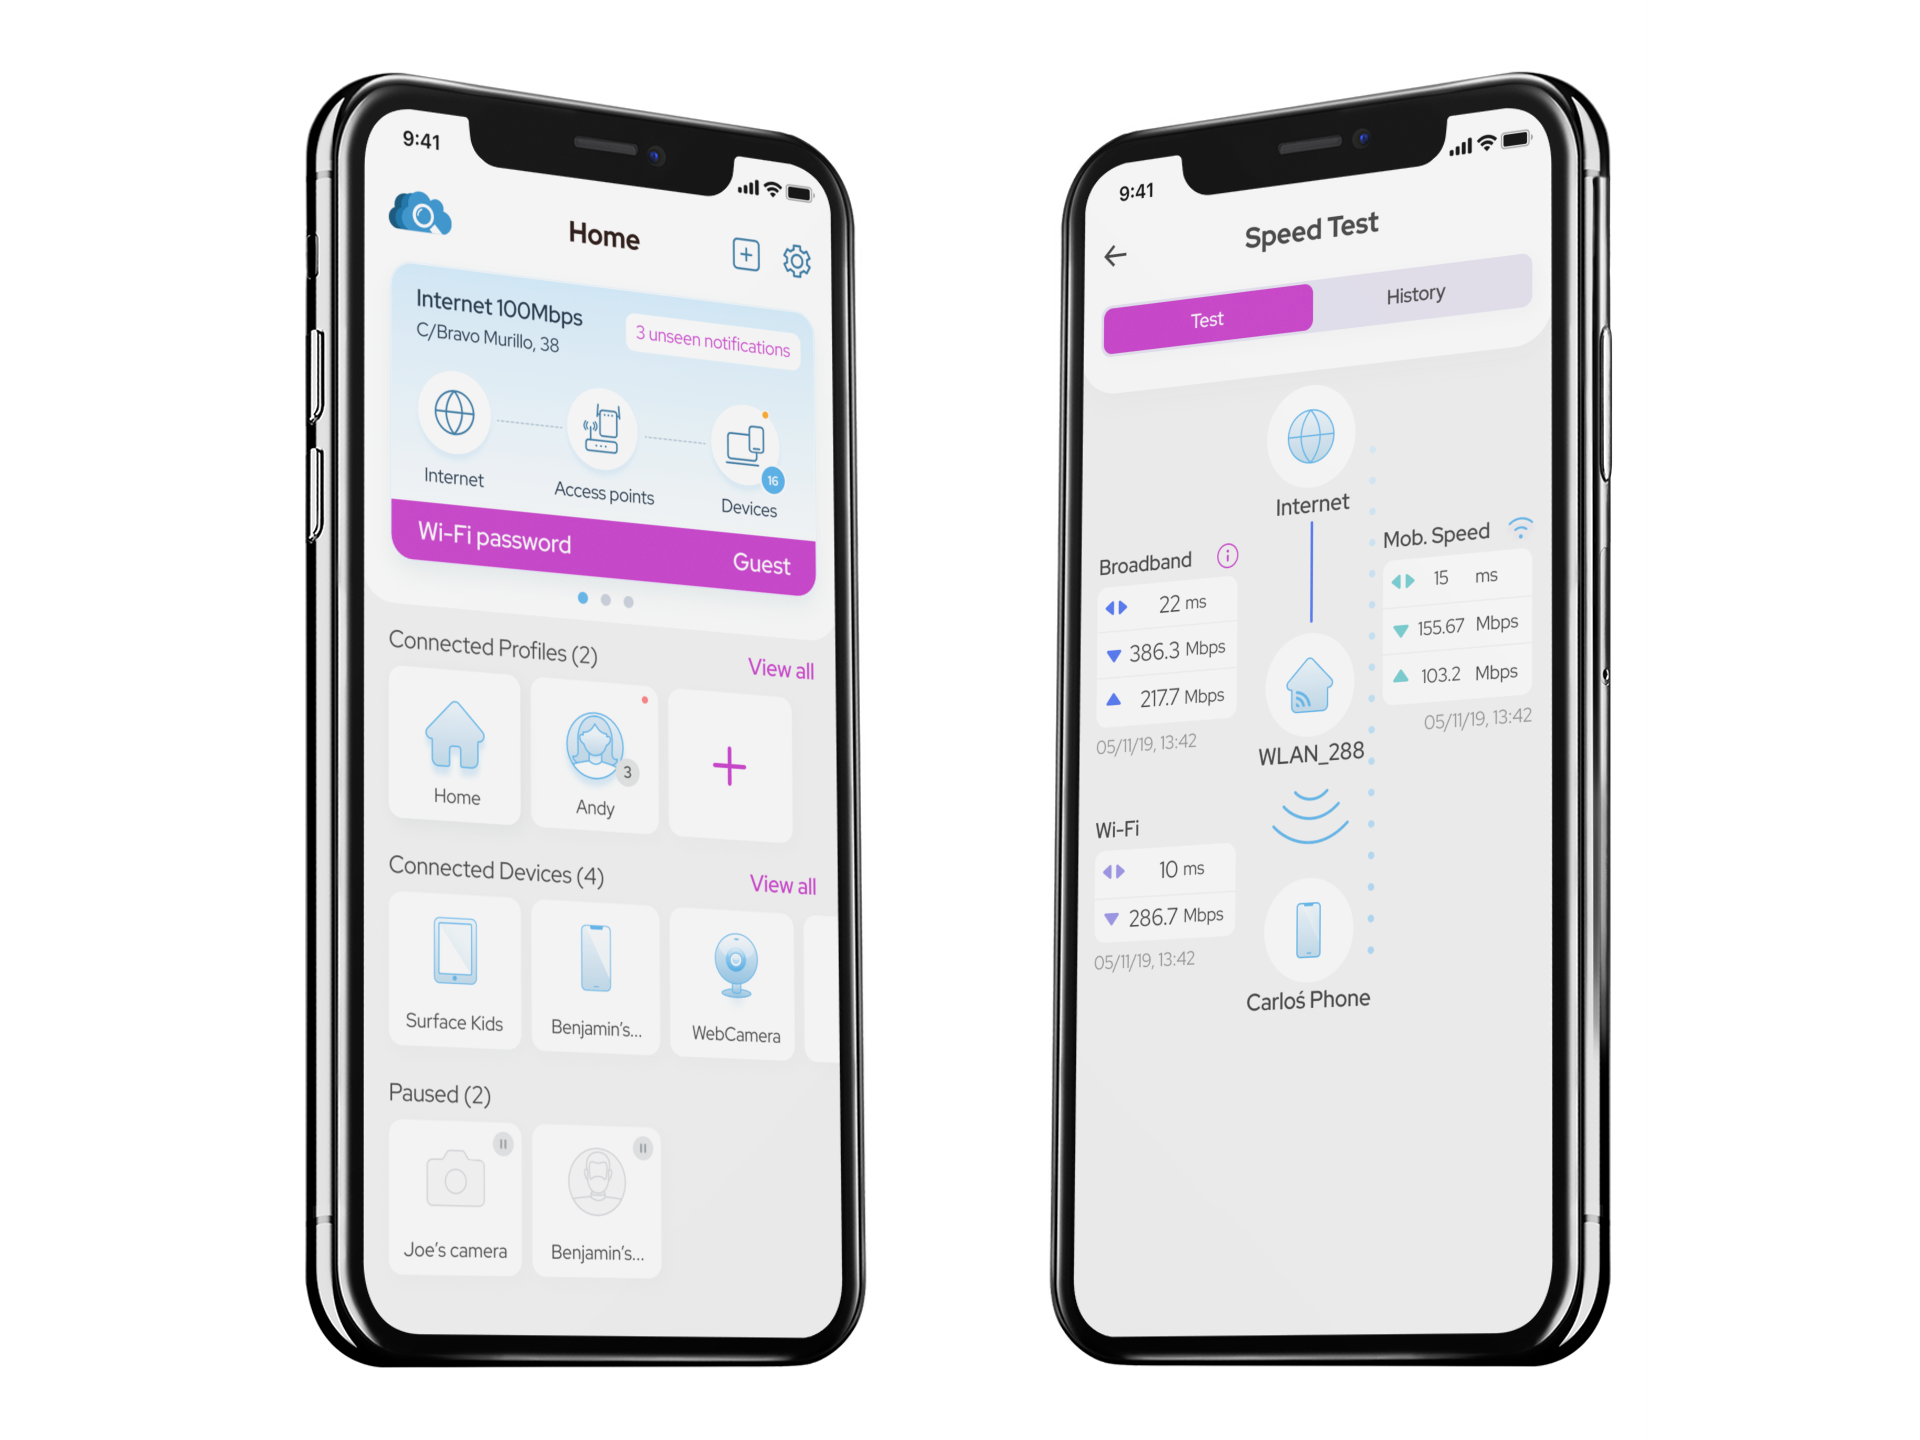 9:41
Home
Internet 100Mbps
C/Bravo Murillo, 38
3 unseen notifications
Internet
Access points
Devices
16
Wi-Fi password
Guest
Connected Profiles (2)
View all
Home
Andy
3
Connected Devices (4)
View all
Surface Kids
Benjamin's...
WebCamera
Paused (2)
Joe's camera
Benjamin's...
9:41
Speed Test
Test
History
Internet
Broadband
22 ms
386.3 Mbps
217.7 Mbps
05/11/19, 13:42
Mob. Speed
15 ms
155.67 Mbps
103.2 Mbps
05/11/19, 13:42
WLAN_288
Wi-Fi
10 ms
286.7 Mbps
05/11/19, 13:42
Carloś Phone